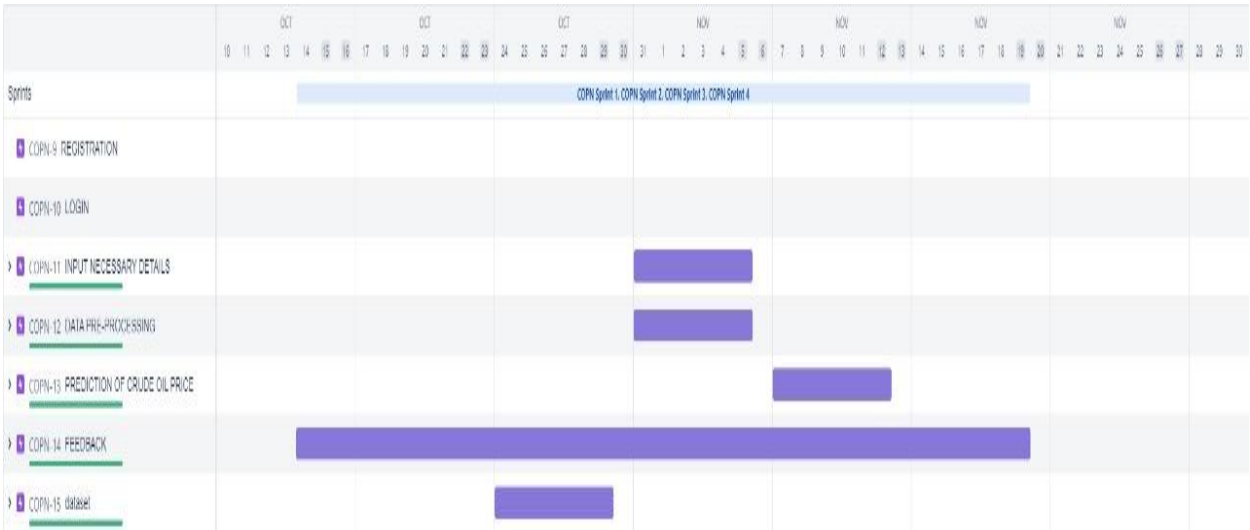 OCT OCT OCT NOV NOV NOV NOV
10 11 12 13 14 15 16 17 18 19 20 21 22 23 24 25 26 27 28 29 30 31 1 2 3 4 5 6 7 8 9 10 11 12 13 14 15 16 17 18 19 20 21 22 23 24 25 26 27 28 29 30
Sprints
COPN Sprint 1, COPN Sprint 2, COPN Sprint 3, COPN Sprint 4
COPN-9 REGISTRATION
COPN-10 LOGIN
COPN-11 INPUT NECESSARY DETAILS
COPN-12 DATA PRE-PROCESSING
COPN-13 PREDICTION OF CRUDE OIL PRICE
COPN-14 FEEDBACK
COPN-15 dataset